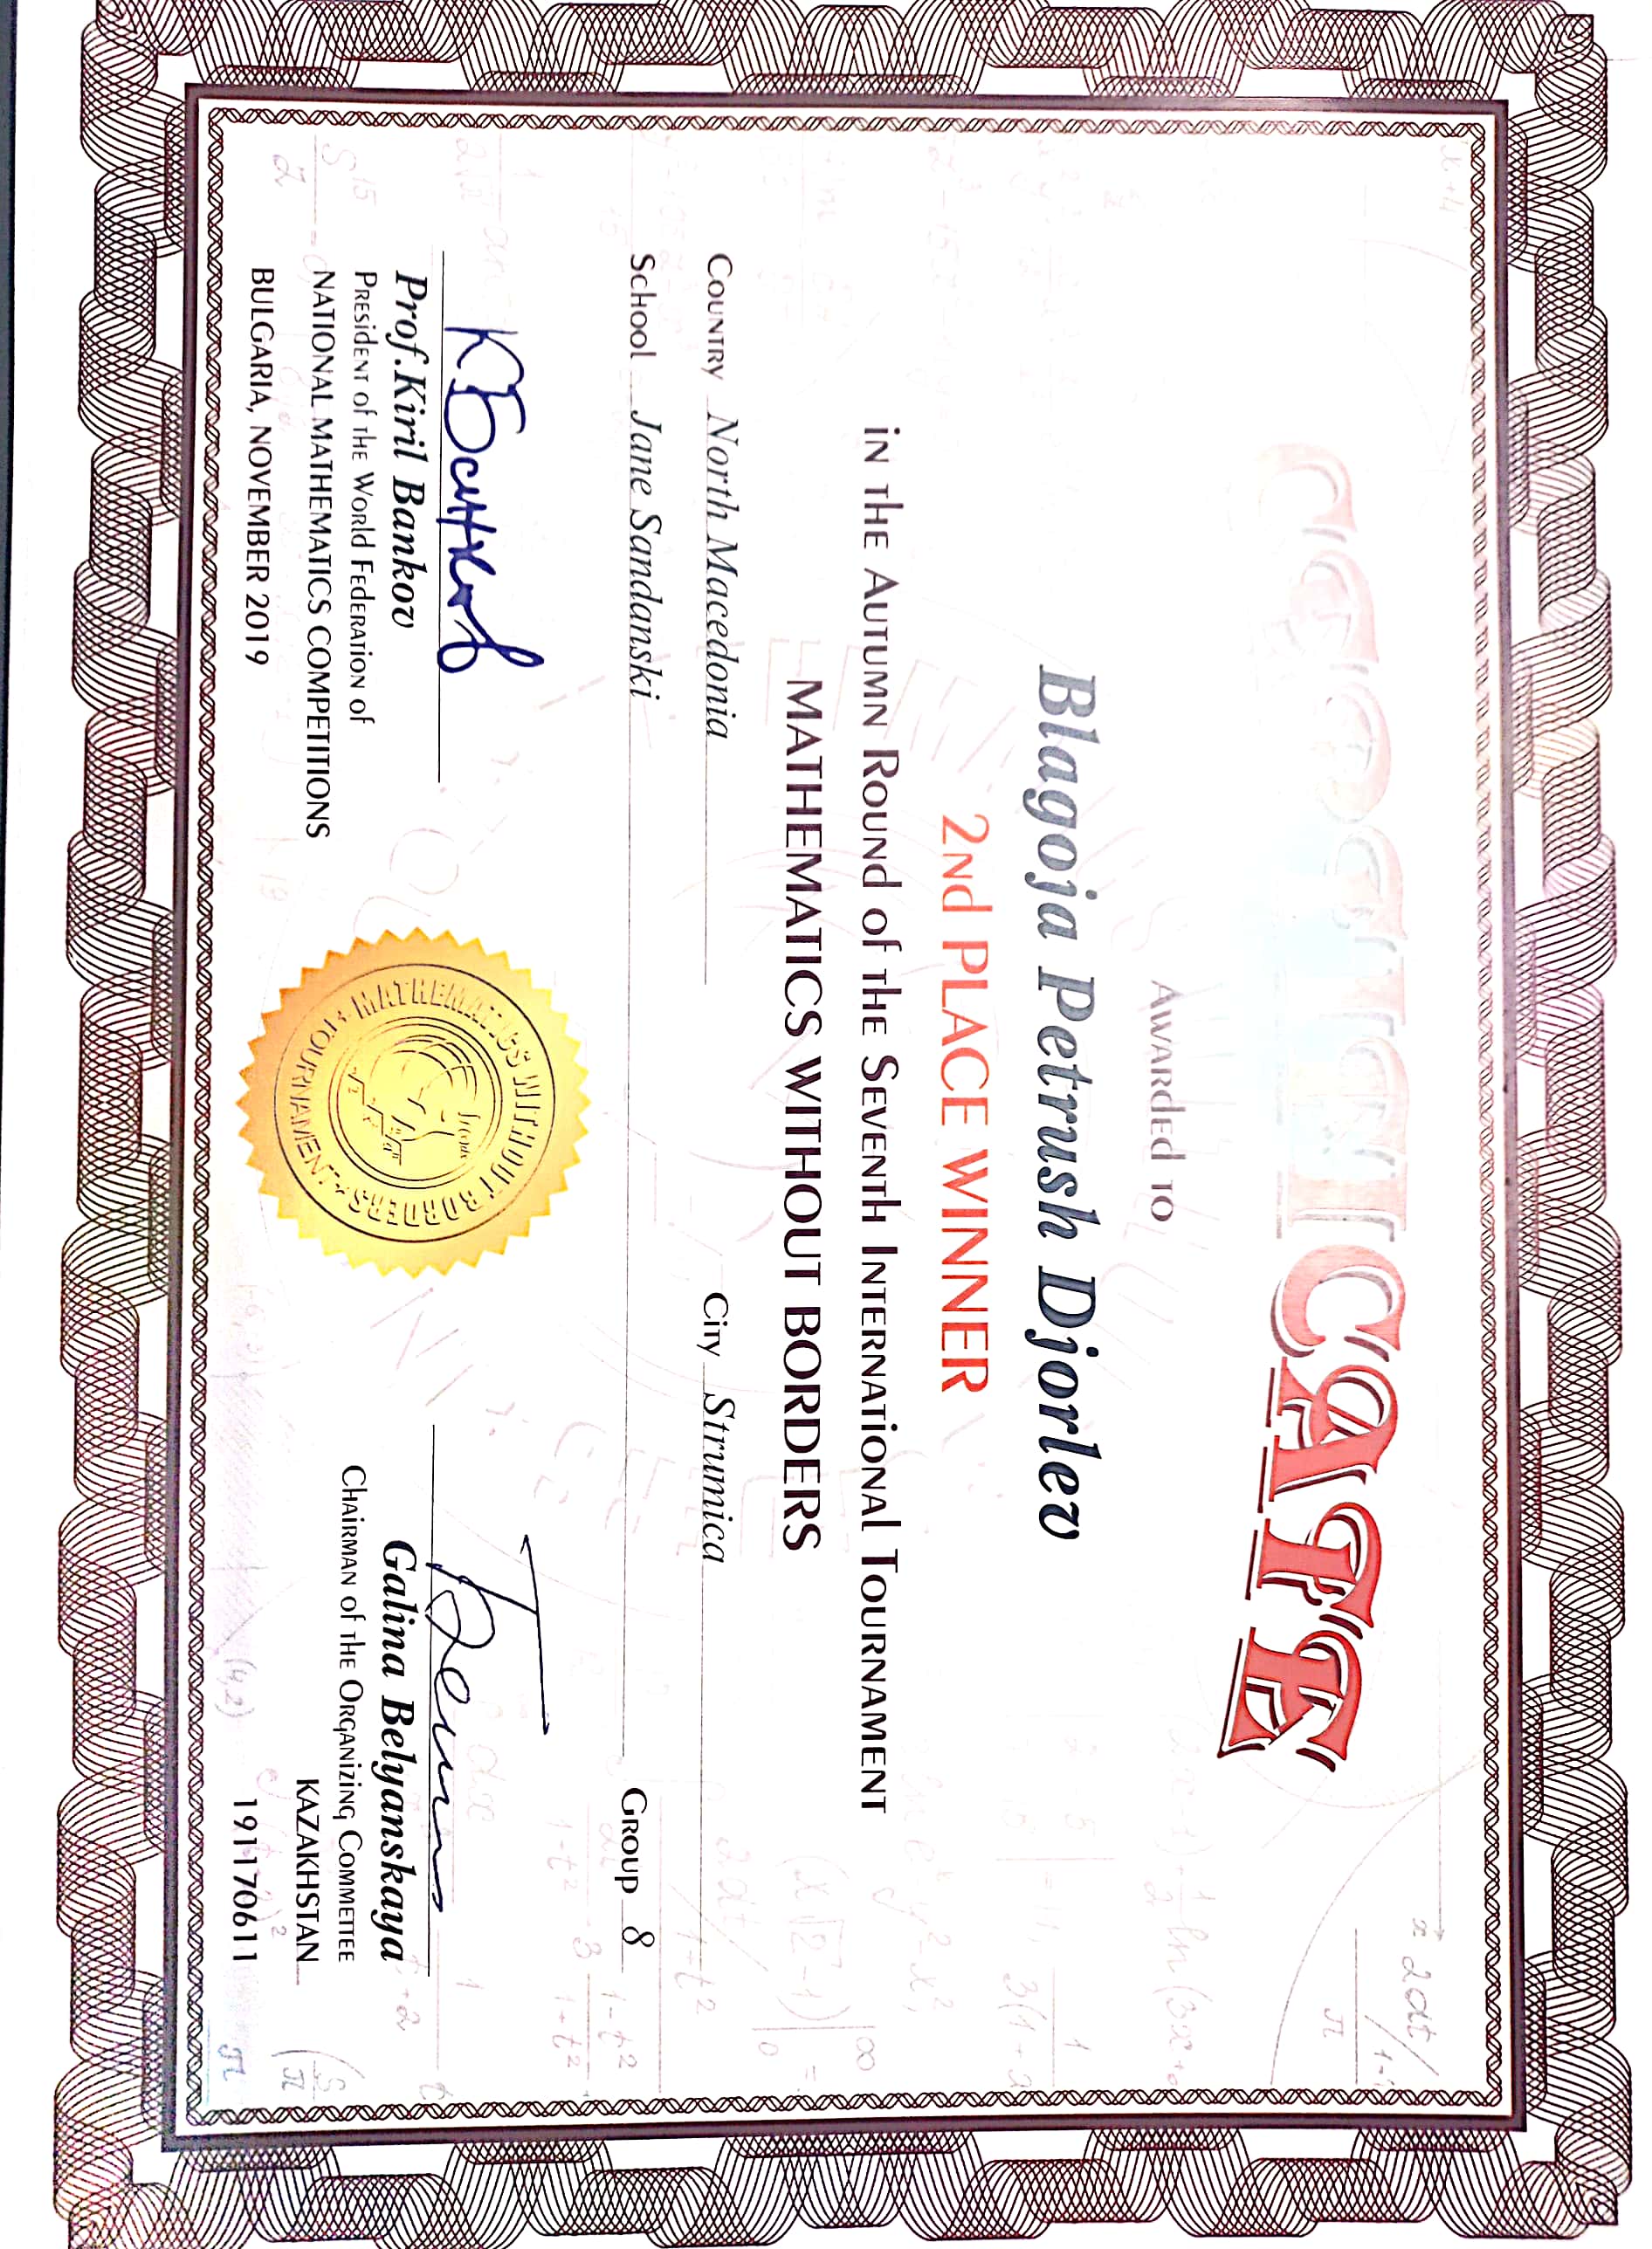 CERTIFICATE
AWARDED TO
Blagoja Petrush Djorlev
2ND PLACE WINNER
IN THE AUTUMN ROUND OF THE SEVENTH INTERNATIONAL TOURNAMENT
MATHEMATICS WITHOUT BORDERS
COUNTRY North Macedonia CITY Strumica
SCHOOL Jane Sandanski GROUP 8
Prof.Kiril Bankov
PRESIDENT OF THE WORLD FEDERATION OF
NATIONAL MATHEMATICS COMPETITIONS
BULGARIA, NOVEMBER 2019
MATHEMATICS WITHOUT BORDERS
TOURNAMENT
Galina Belyanskaya
CHAIRMAN OF THE ORGANIZING COMMITTEE
KAZAKHSTAN
191170611